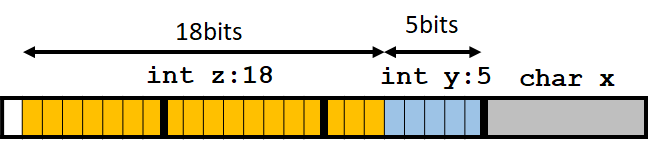 18bits 5bits
int z:18 int y:5 char x